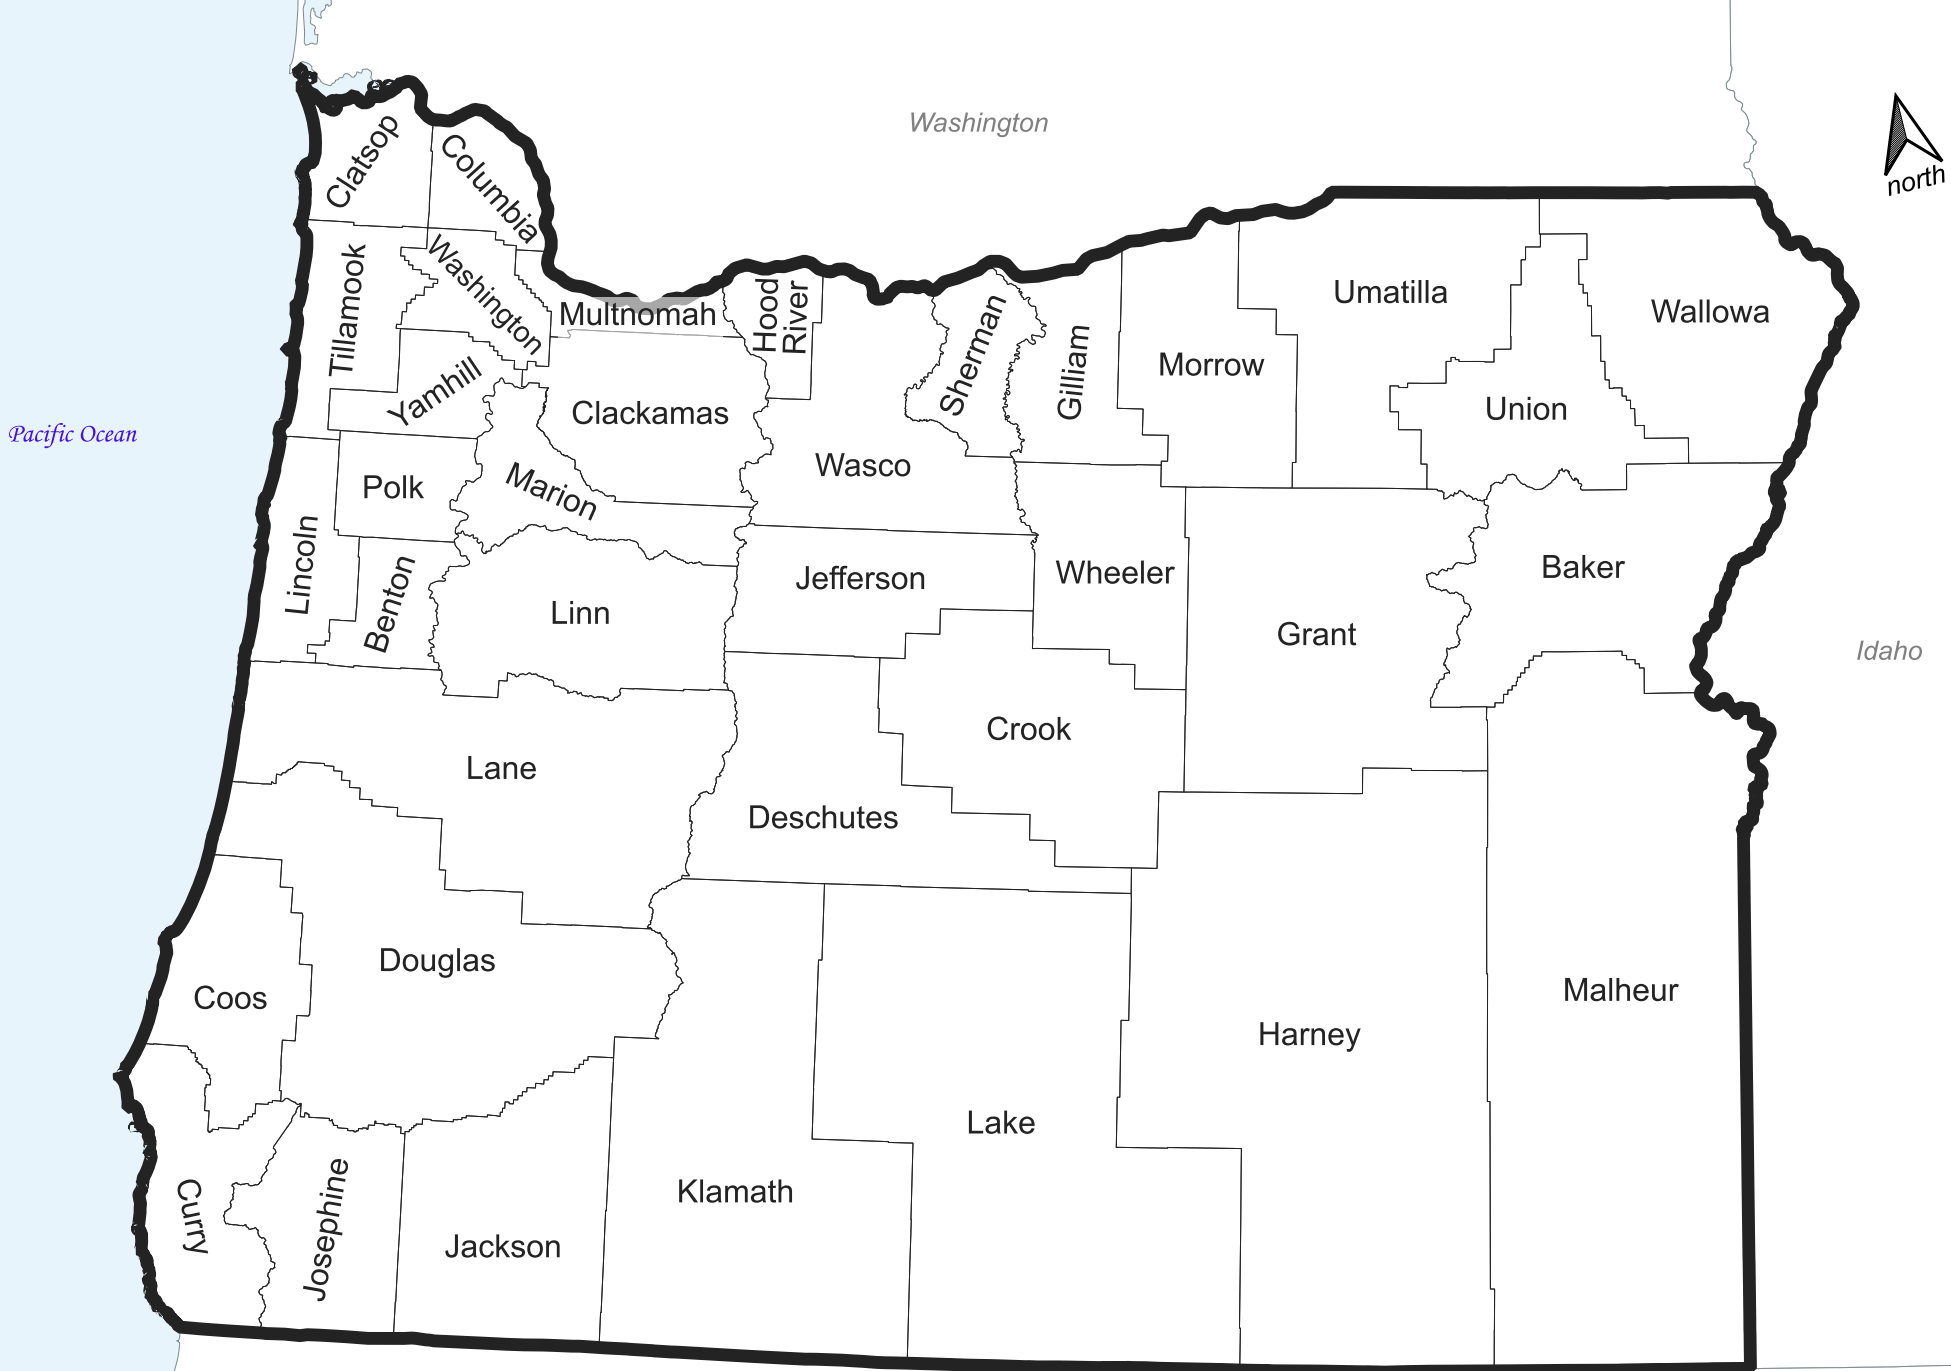 Washington
north
Clatsop
Columbia
Tillamook
Washington
Multnomah
Hood
River
Sherman
Gilliam
Morrow
Umatilla
Wallowa
Yamhill
Clackamas
Wasco
Union
Pacific Ocean
Polk
Marion
Lincoln
Benton
Linn
Jefferson
Wheeler
Grant
Baker
Idaho
Lane
Deschutes
Crook
Coos
Douglas
Harney
Malheur
Curry
Josephine
Jackson
Klamath
Lake